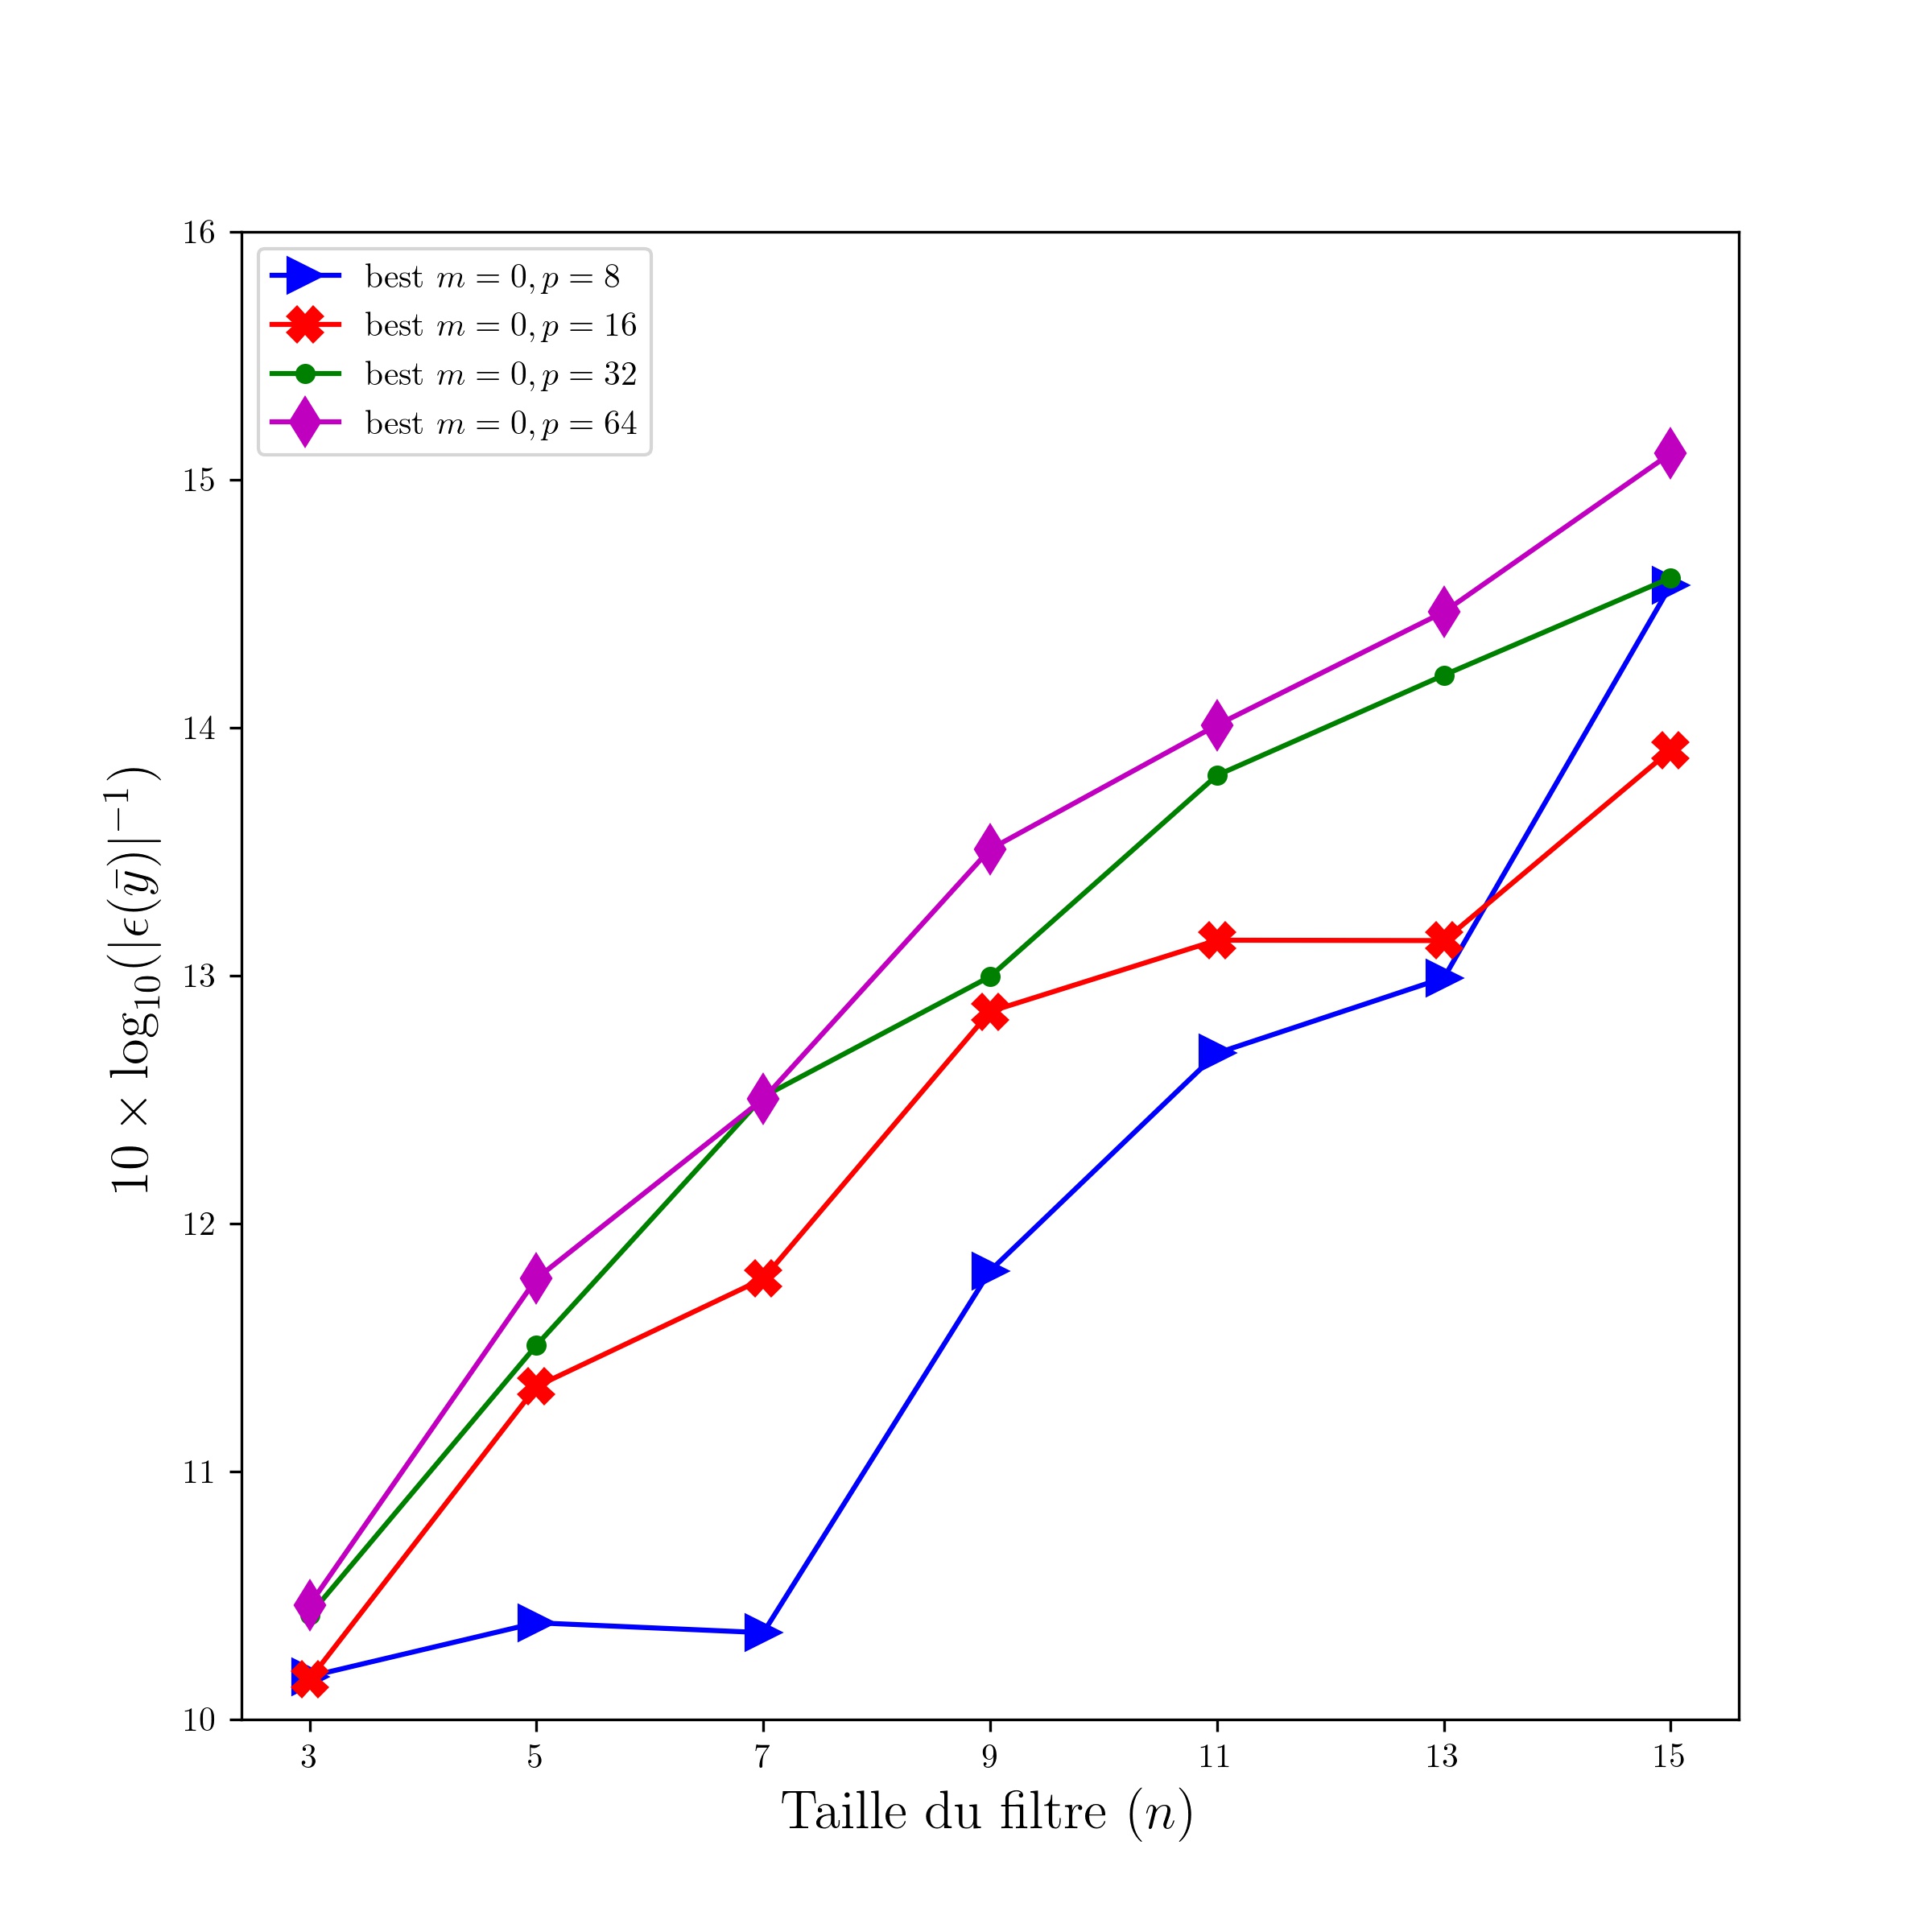 16
15
14
13
12
11
10
best m = 0, p = 8
best m = 0, p = 16
best m = 0, p = 32
best m = 0, p = 64
10 × log₁₀(|ϵ(ȳ)|⁻¹)
3 5 7 9 11 13 15
Taille du filtre (n)